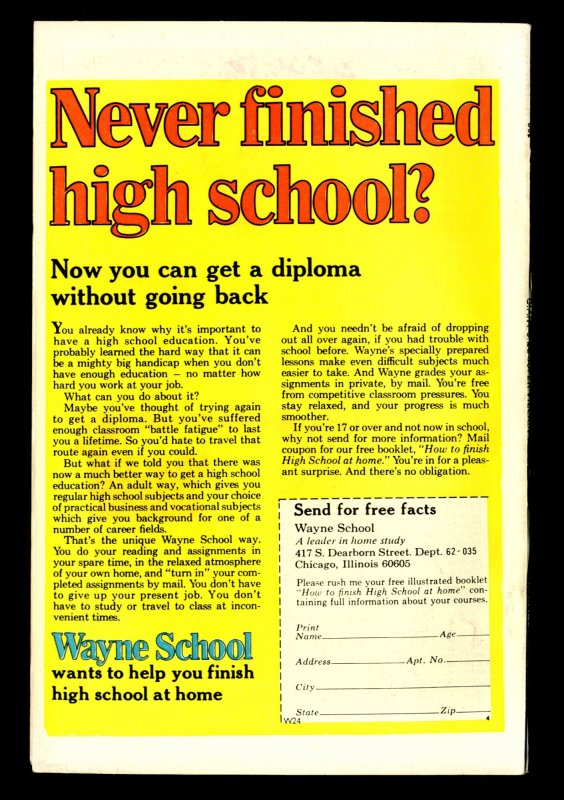 Never finished
high school?
Now you can get a diploma
without going back
You already know why it's important to
have a high school education. You've
probably learned the hard way that it can
be a mighty big handicap when you don't
have enough education – no matter how
hard you work at your job.
What can you do about it?
Maybe you've thought of trying again
to get a diploma. But you've suffered
enough classroom "battle fatigue" to last
you a lifetime. So you'd hate to travel that
route again even if you could.
But what if we told you that there was
now a much better way to get a high school
education? An adult way, which gives you
regular high school subjects and your choice
of practical business and vocational subjects
which give you background for one of a
number of career fields.
That's the unique Wayne School way.
You do your reading and assignments in
your spare time, in the relaxed atmosphere
of your own home, and "turn in" your com-
pleted assignments by mail. You don't have
to give up your present job. You don't
have to study or travel to class at incon-
venient times.
Wayne School
wants to help you finish
high school at home
And you needn't be afraid of dropping
out all over again, if you had trouble with
school before. Wayne's specially prepared
lessons make even difficult subjects much
easier to take. And Wayne grades your as-
signments in private, by mail. You're free
from competitive classroom pressures. You
stay relaxed, and your progress is much
smoother.
If you're 17 or over and not now in school,
why not send for more information? Mail
coupon for our free booklet, "How to finish
High School at home." You're in for a pleas-
ant surprise. And there's no obligation.
Send for free facts
Wayne School
A leader in home study
417 S. Dearborn Street. Dept. 62-035
Chicago, Illinois 60605
Please rush me your free illustrated booklet
"How to finish High School at home" con-
taining full information about your courses.
Print
Name Age
Address Apt. No.
City
State Zip
W24 4